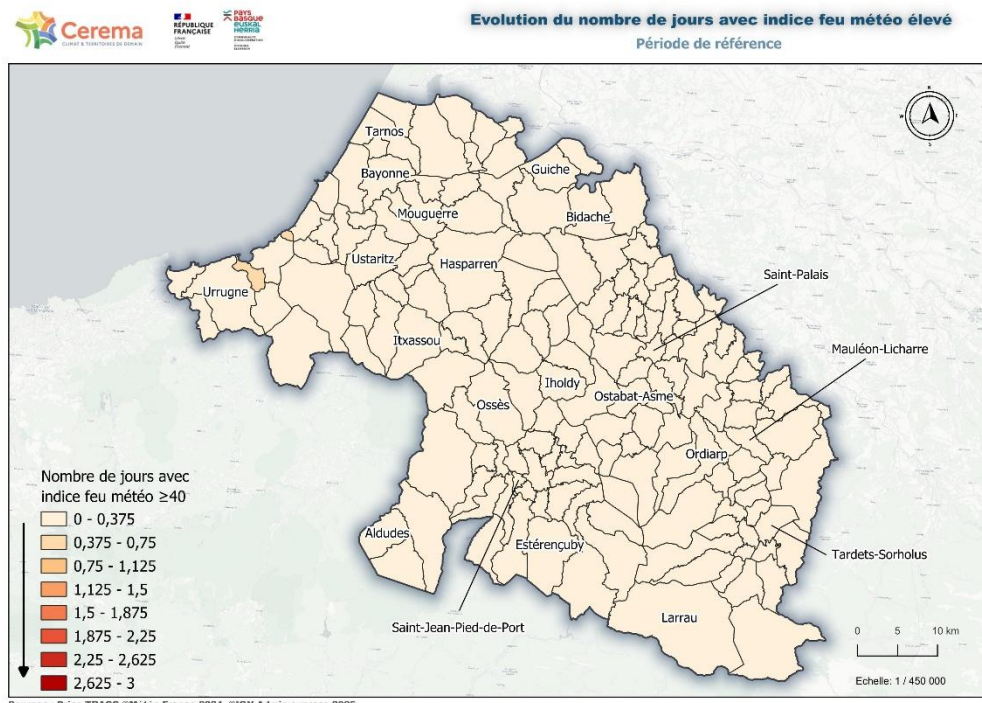 Cerema
CLIMAT & TERRITOIRES DE DEMAIN
RÉPUBLIQUE
FRANÇAISE
Liberté
Égalité
Fraternité
PAYS
BASQUE
EUSKAL
HERRIA
Evolution du nombre de jours avec indice feu météo élevé
Période de référence
N
W
E
S
Tarnos
Bayonne
Guiche
Mouguerre
Bidache
Ustaritz
Hasparren
Urrugne
Saint-Palais
Itxassou
Mauléon-Licharre
Iholdy
Ossès
Ostabat-Asme
Ordiarp
Aldudes
Estérençuby
Tardets-Sorholus
Saint-Jean-Pied-de-Port
Larrau
Nombre de jours avec
indice feu météo ≥40
0 - 0,375
0,375 - 0,75
0,75 - 1,125
1,125 - 1,5
1,5 - 1,875
1,875 - 2,25
2,25 - 2,625
2,625 - 3
0 5 10 km
Echelle: 1 / 450 000